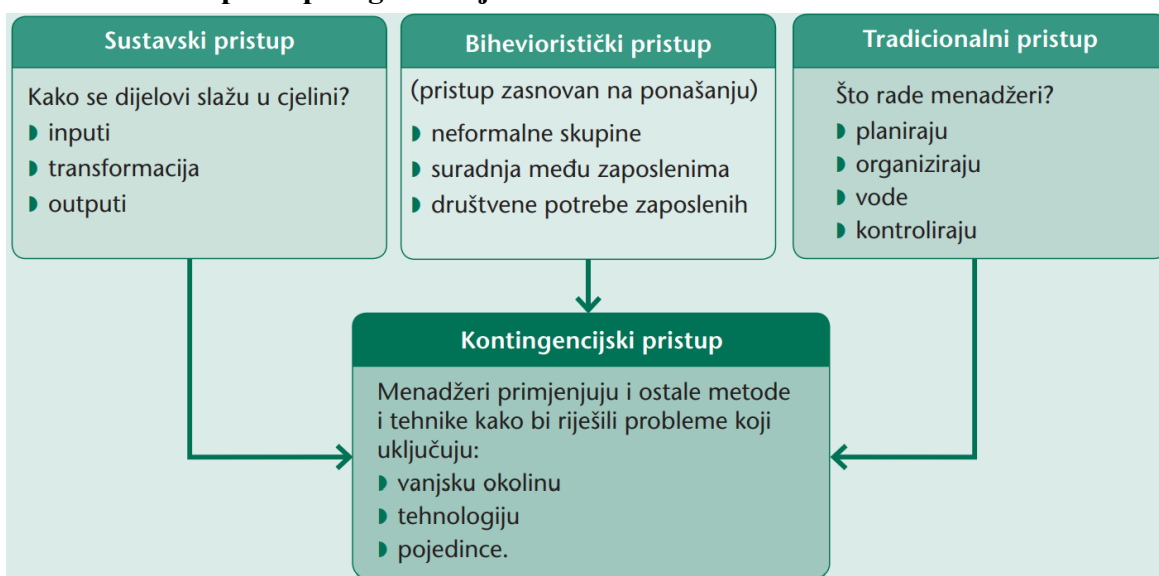 Sustavski pristup
Kako se dijelovi slažu u cjelini?
inputi
transformacija
outputi
Bihevioristički pristup
(pristup zasnovan na ponašanju)
neformalne skupine
suradnja među zaposlenima
društvene potrebe zaposlenih
Tradicionalni pristup
Što rade menadžeri?
planiraju
organiziraju
vode
kontroliraju
Kontingencijski pristup
Menadžeri primjenjuju i ostale metode
i tehnike kako bi riješili probleme koji
uključuju:
vanjsku okolinu
tehnologiju
pojedince.